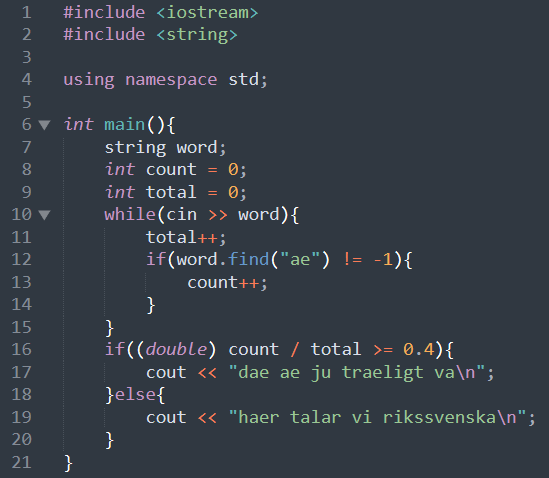 1 #include <iostream>
2 #include <string>
3
4 using namespace std;
5
6 int main(){
7     string word;
8     int count = 0;
9     int total = 0;
10     while(cin >> word){
11         total++;
12         if(word.find("ae") != -1){
13             count++;
14         }
15     }
16     if((double) count / total >= 0.4){
17         cout << "dae ae ju traeligt va\n";
18     }else{
19         cout << "haer talar vi rikssvenska\n";
20     }
21 }